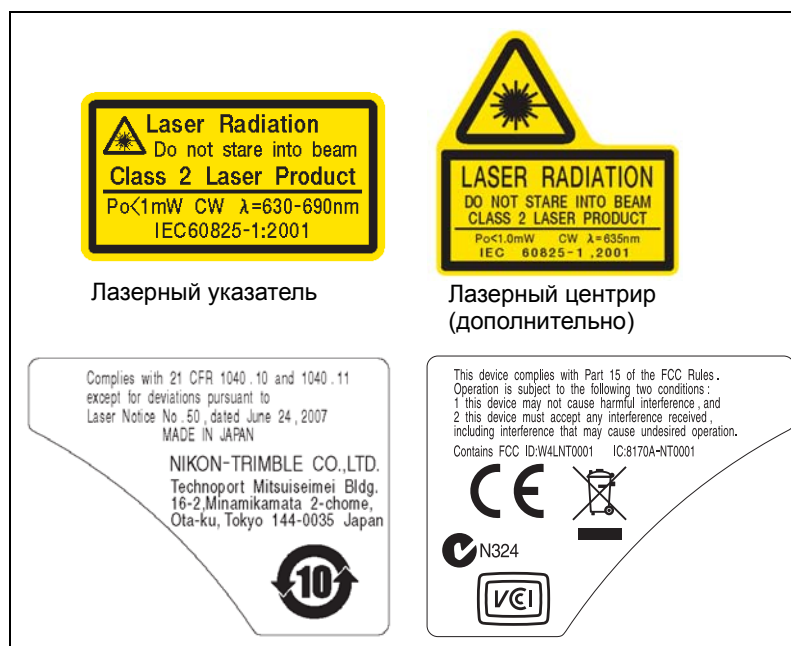 Laser Radiation
Do not stare into beam
Class 2 Laser Product
Po<1mW CW λ=630-690nm
IEC60825-1:2001
Лазерный указатель
LASER RADIATION
DO NOT STARE INTO BEAM
CLASS 2 LASER PRODUCT
Po<1.0mW CW λ=635nm
IEC 60825-1 ,2001
Лазерный центрир
(дополнительно)
Complies with 21 CFR 1040 .10 and 1040 .11
except for deviations pursuant to
Laser Notice No .50 , dated June 24 , 2007
MADE IN JAPAN
NIKON-TRIMBLE CO.,LTD.
Technoport Mitsuiseimei Bldg.
16-2,Minamikamata 2-chome,
Ota-ku, Tokyo 144-0035 Japan
10
This device complies with Part 15 of the FCC Rules .
Operation is subject to the following two conditions :
1 this device may not cause harmful interference , and
2 this device must accept any interference received ,
including interference that may cause undesired operation.
Contains FCC ID:W4LNT0001 IC:8170A-NT0001
CE
N324
VCI